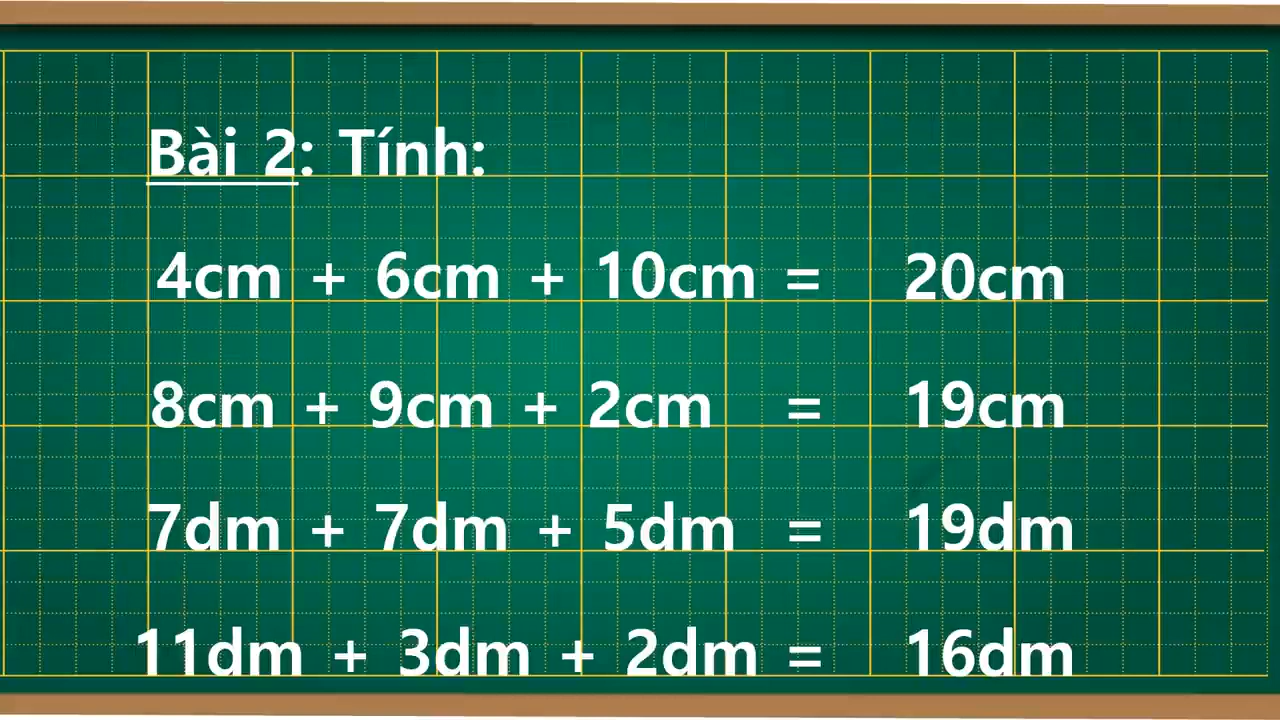 Bài 2: Tính:
4cm + 6cm + 10cm = 20cm
8cm + 9cm + 2cm = 19cm
7dm + 7dm + 5dm = 19dm
11dm + 3dm + 2dm = 16dm